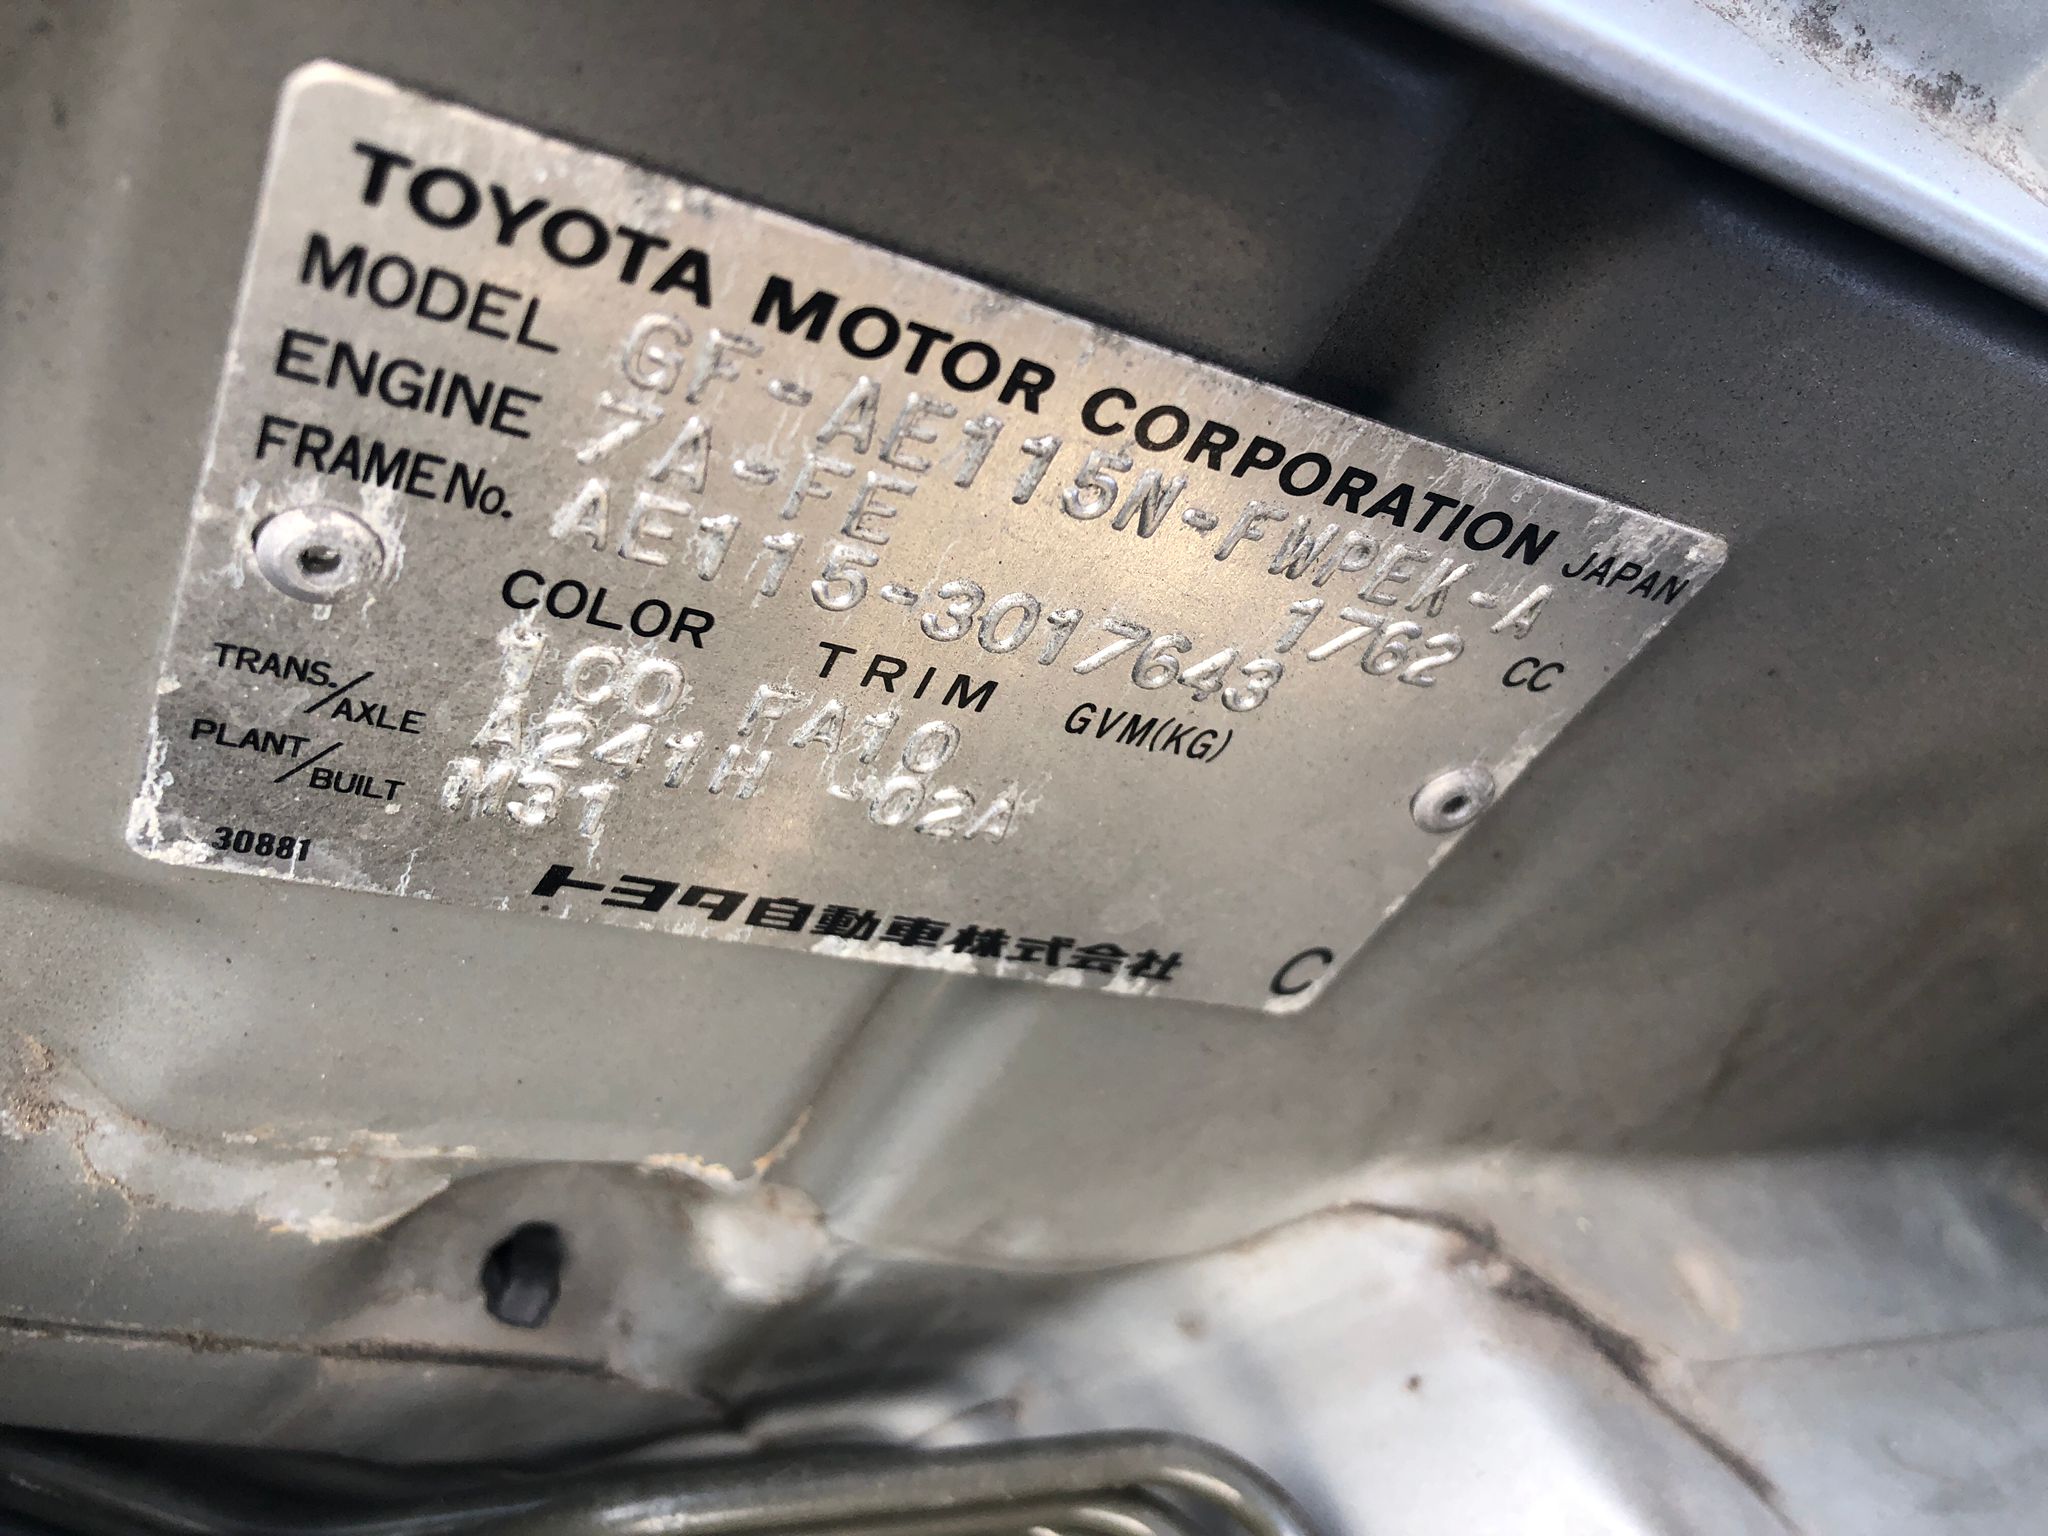 TOYOTA MOTOR CORPORATION JAPAN
MODEL GF-AE115N-FWPEK-A
ENGINE 7A-FE 1762 CC
FRAME No. AE115-3017643
COLOR TRIM GVM(KG)
1C0 FA10
TRANS./AXLE A241H -02A
PLANT/BUILT M31
30881
トヨタ自動車株式会社 C